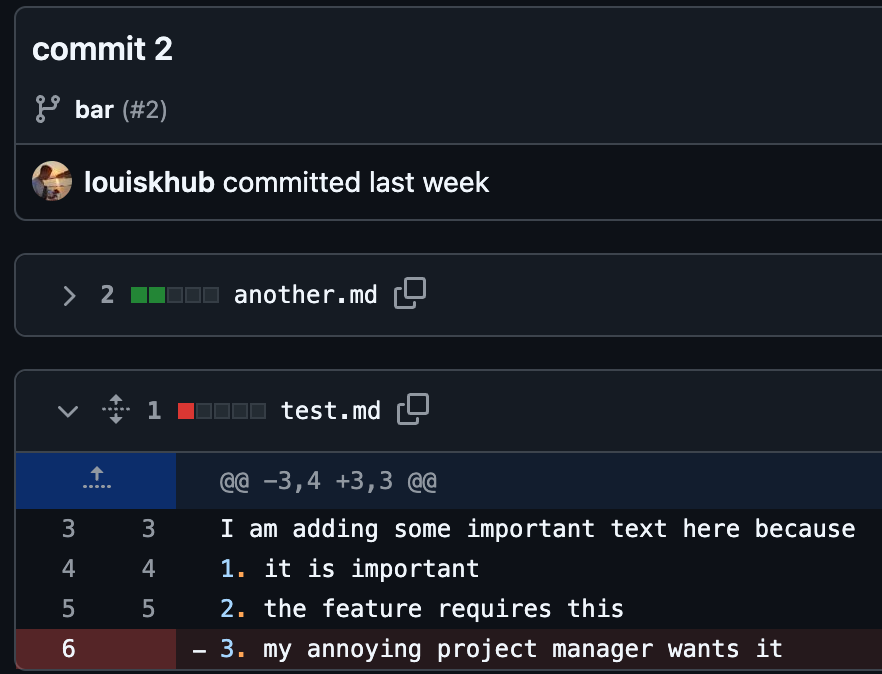 commit 2
bar (#2)
louiskhub committed last week
2 another.md
1 test.md
@@ −3,4 +3,3 @@
3 3 I am adding some important text here because
4 4 1. it is important
5 5 2. the feature requires this
6 − 3. my annoying project manager wants it